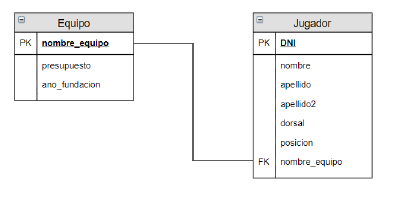 Equipo
PK nombre_equipo
presupuesto
ano_fundacion
Jugador
PK DNI
nombre
apellido
apellido2
dorsal
posicion
FK nombre_equipo